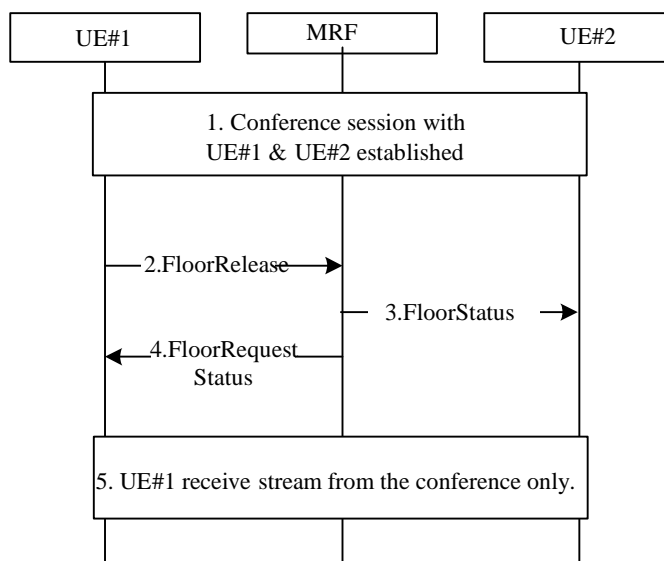 UE#1
MRF
UE#2
1. Conference session with
UE#1 & UE#2 established
2.FloorRelease
3.FloorStatus
4.FloorRequest
Status
5. UE#1 receive stream from the conference only.